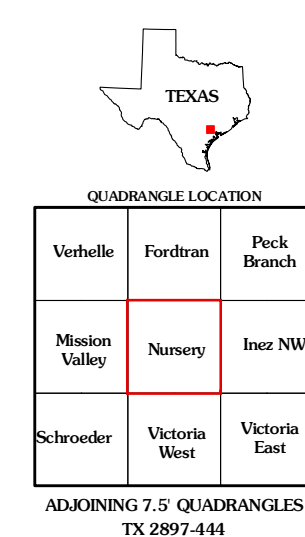 TEXAS
QUADRANGLE LOCATION
Verhelle
Fordtran
Peck
Branch
Mission
Valley
Nursery
Inez NW
Schroeder
Victoria
West
Victoria
East
ADJOINING 7.5' QUADRANGLES
TX 2897-444